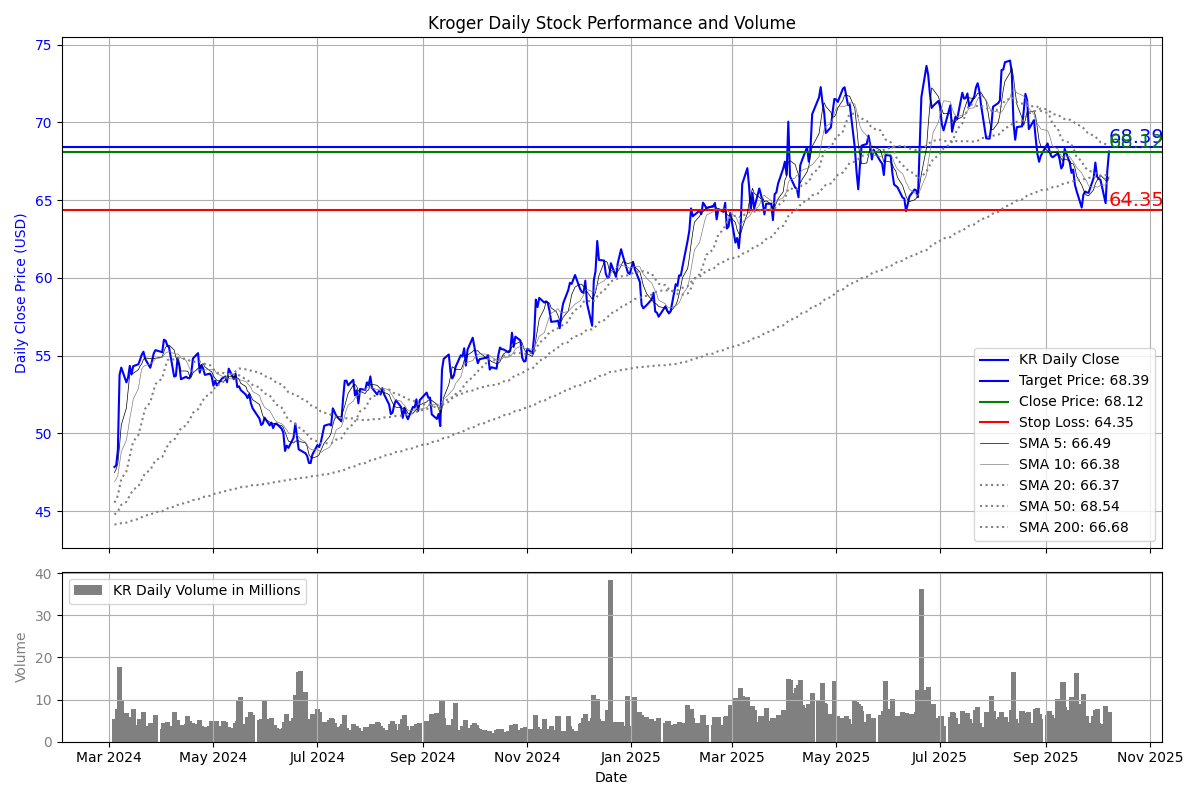 Kroger Daily Stock Performance and Volume
75
70
65
60
55
50
45
Daily Close Price (USD)
68.39
68.12
64.35
KR Daily Close
Target Price: 68.39
Close Price: 68.12
Stop Loss: 64.35
SMA 5: 66.49
SMA 10: 66.38
SMA 20: 66.37
SMA 50: 68.54
SMA 200: 66.68
40
30
20
10
0
Volume
KR Daily Volume in Millions
Mar 2024 May 2024 Jul 2024 Sep 2024 Nov 2024 Jan 2025 Mar 2025 May 2025 Jul 2025 Sep 2025 Nov 2025
Date